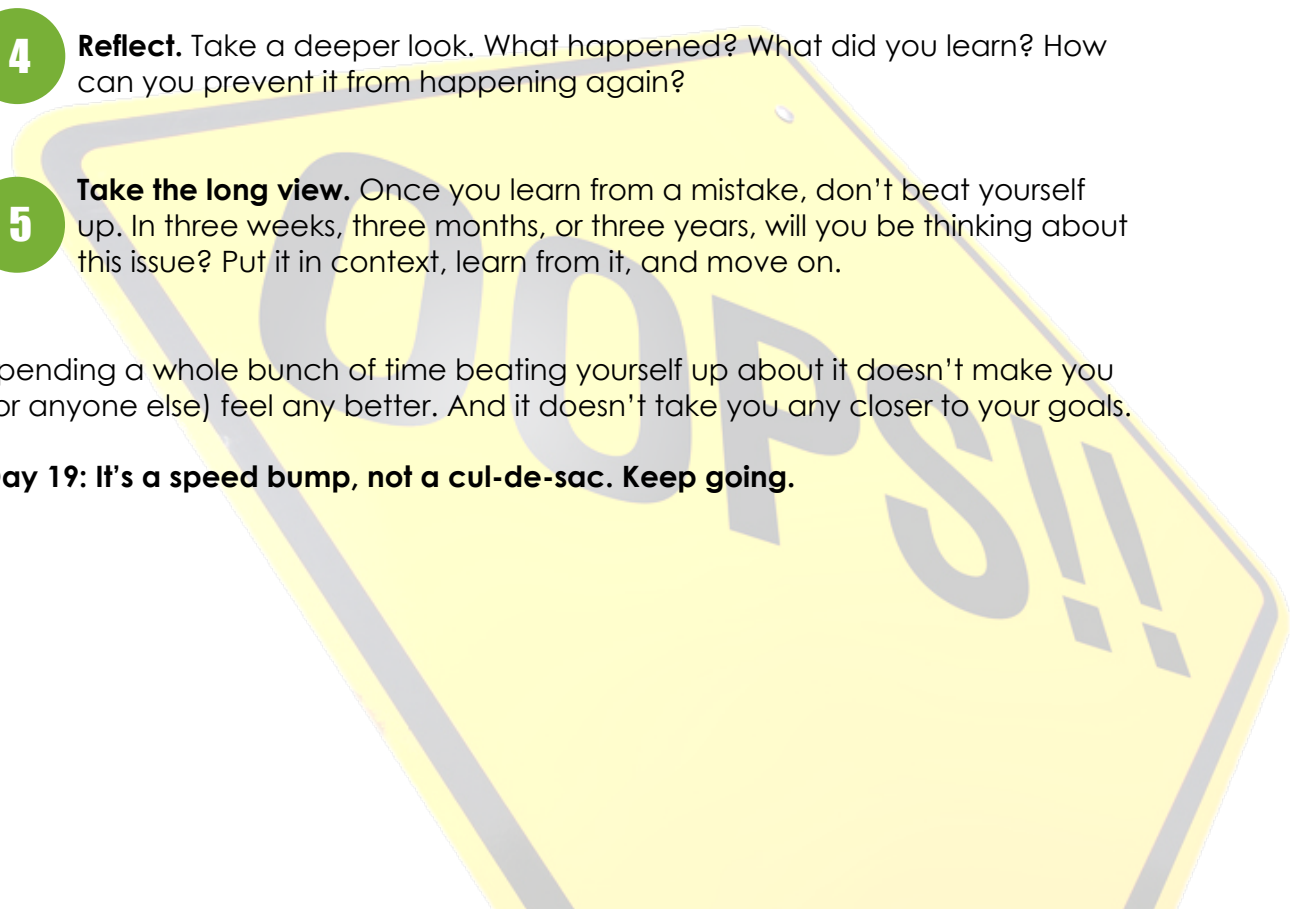 4
Reflect. Take a deeper look. What happened? What did you learn? How
can you prevent it from happening again?
5
Take the long view. Once you learn from a mistake, don’t beat yourself
up. In three weeks, three months, or three years, will you be thinking about
this issue? Put it in context, learn from it, and move on.
pending a whole bunch of time beating yourself up about it doesn’t make you
or anyone else) feel any better. And it doesn’t take you any closer to your goals.
ay 19: It’s a speed bump, not a cul-de-sac. Keep going.
OOPS!!